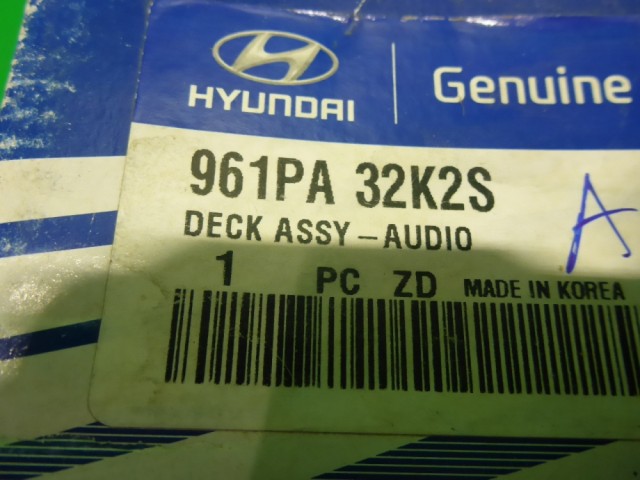 HYUNDAI Genuine
961PA 32K2S
A
DECK ASSY-AUDIO
1 PC ZD MADE IN KOREA